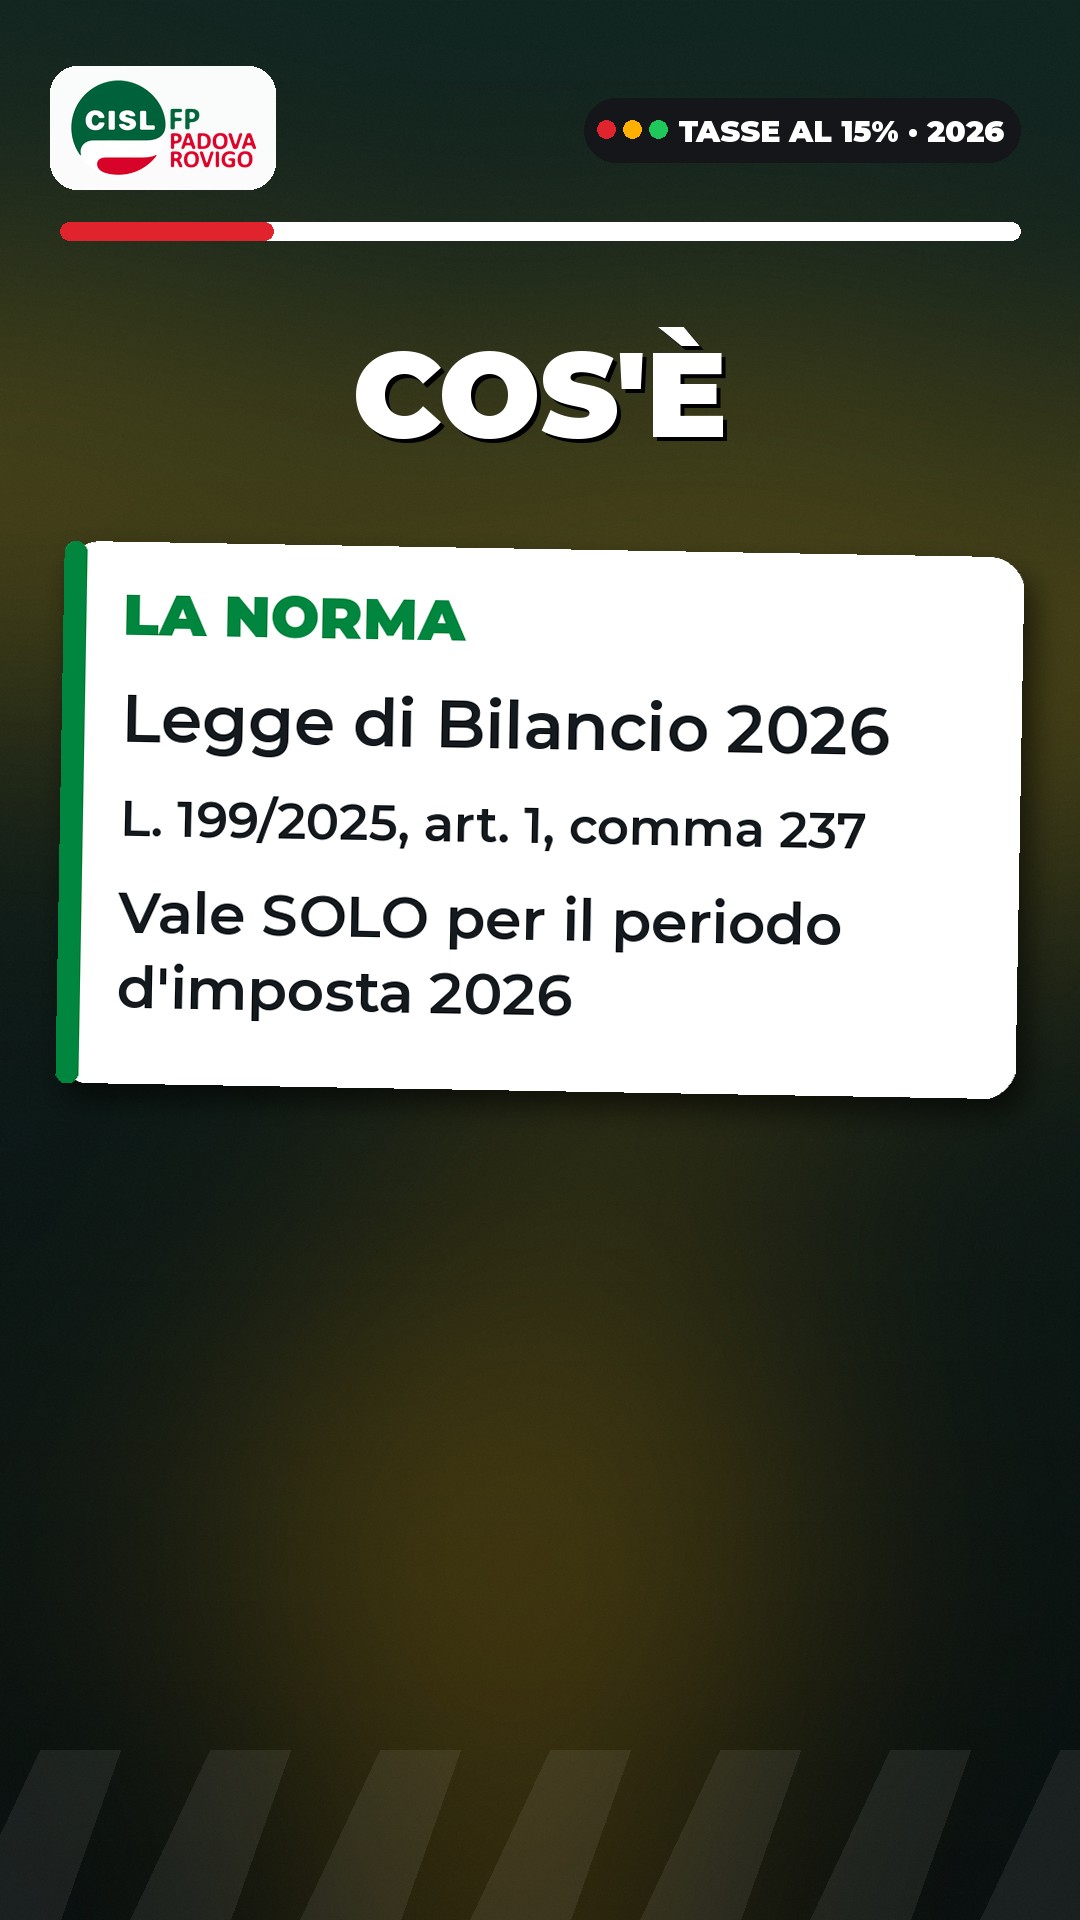 CISL FP
PADOVA
ROVIGO
TASSE AL 15% • 2026
COS'È
LA NORMA
Legge di Bilancio 2026
L. 199/2025, art. 1, comma 237
Vale SOLO per il periodo
d'imposta 2026